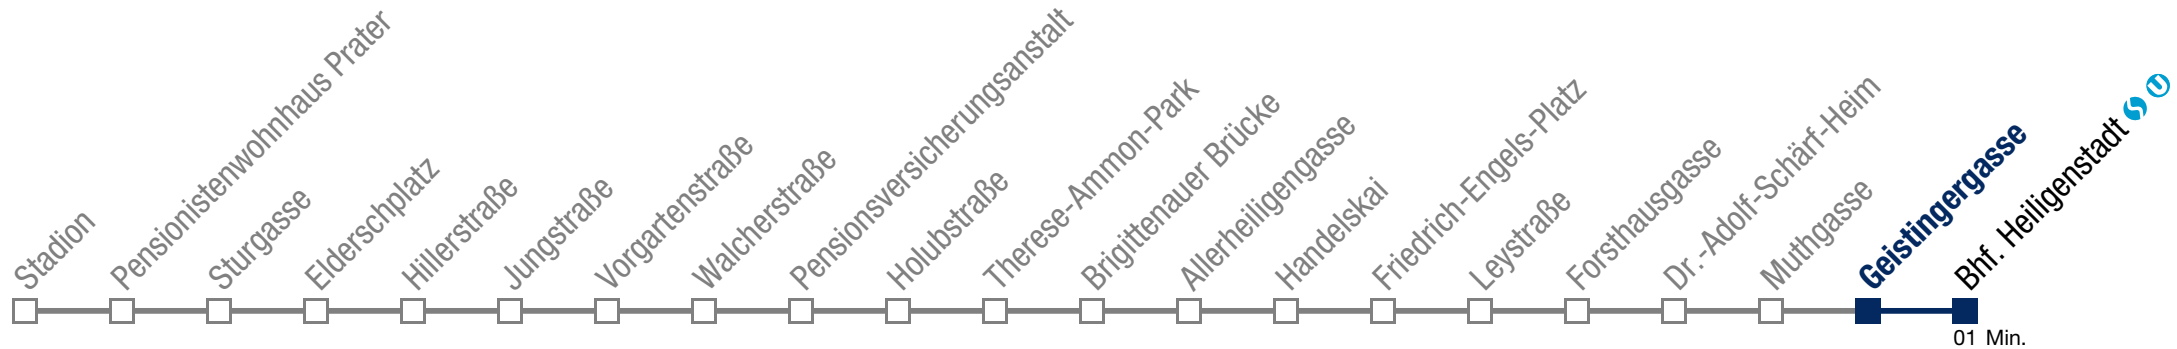 Stadion
Pensionistenwohnhaus Prater
Sturgasse
Elderschplatz
Hillerstraße
Jungstraße
Vorgartenstraße
Walcherstraße
Pensionsversicherungsanstalt
Holubstraße
Therese-Ammon-Park
Brigittenauer Brücke
Allerheiligengasse
Handelskai
Friedrich-Engels-Platz
Leystraße
Forsthausgasse
Dr.-Adolf-Schärf-Heim
Muthgasse
Geistingergasse
Bhf. Heiligenstadt S U
01 Min.